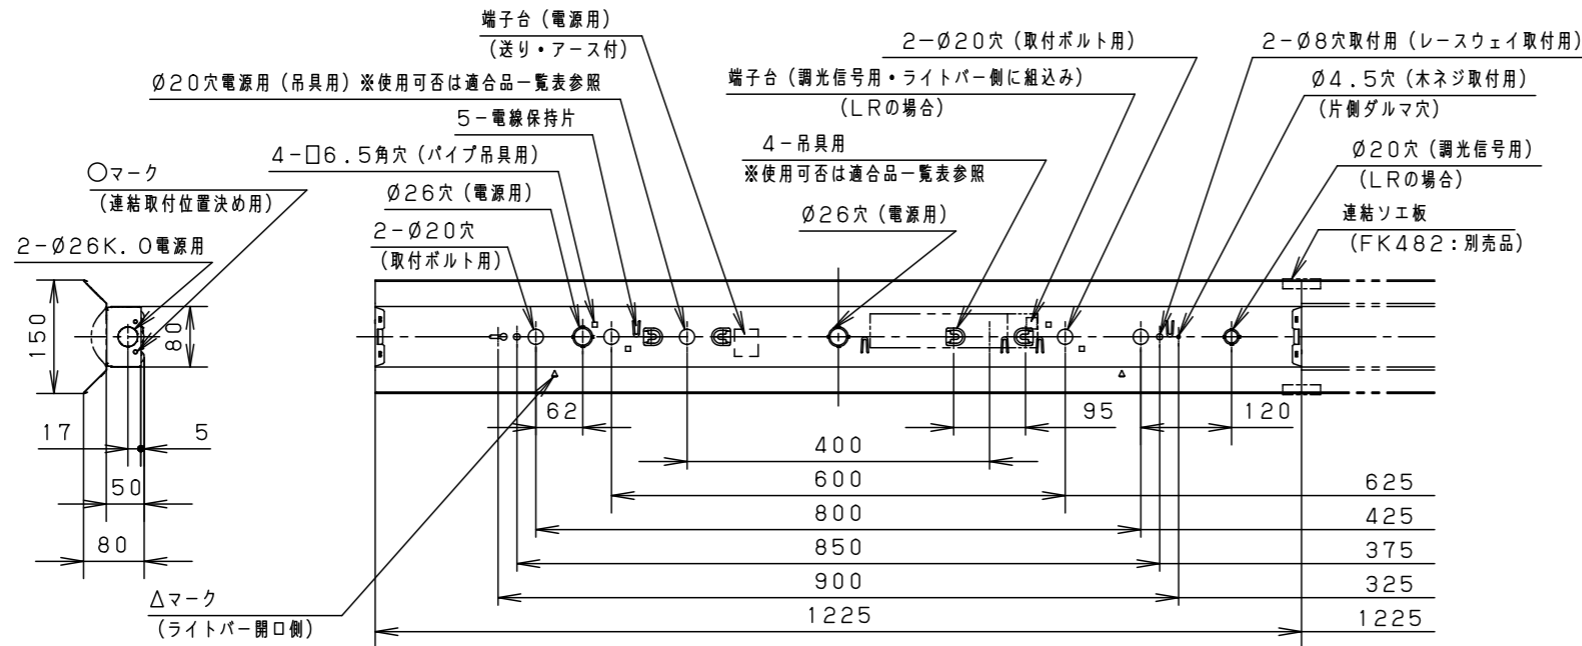 端子台（電源用）
（送り・アース付）
2－Ø20穴（取付ボルト用）
2－Ø8穴取付用（レースウェイ取付用）
Ø20穴電源用（吊具用）※使用可否は適合品一覧表参照
端子台（調光信号用・ライトバー側に組込み）
（LRの場合）
Ø4.5穴（木ネジ取付用）
（片側ダルマ穴）
5－電線保持片
4－□6.5角穴（パイプ吊具用）
4－吊具用
※使用可否は適合品一覧表参照
Ø20穴（調光信号用）
（LRの場合）
○マーク
（連結取付位置決め用）
Ø26穴（電源用）
Ø26穴（電源用）
連結ソエ板
（FK482：別売品）
2－Ø26K.O電源用
2－Ø20穴
（取付ボルト用）
150
80
62
95
120
17
5
400
50
600
625
800
425
80
850
375
900
325
△マーク
（ライトバー開口側）
1225
1225